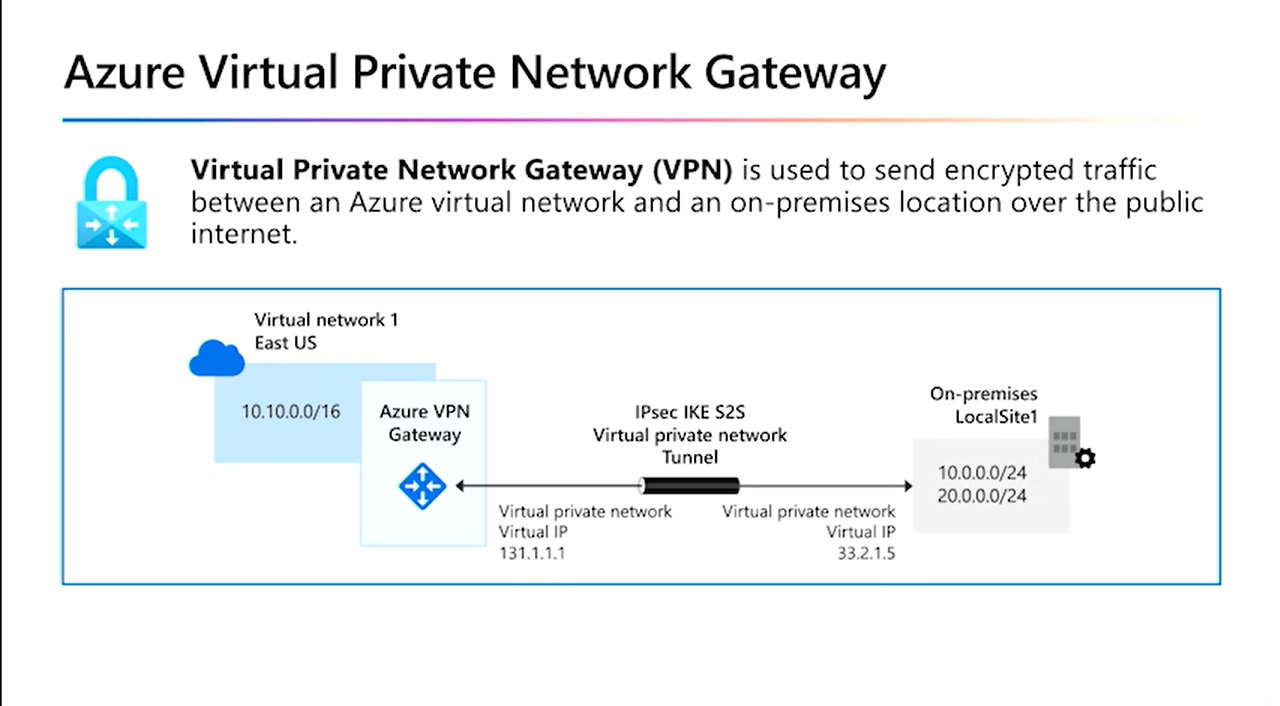 Azure Virtual Private Network Gateway
Virtual Private Network Gateway (VPN) is used to send encrypted traffic
between an Azure virtual network and an on-premises location over the public
internet.
Virtual network 1
East US
10.10.0.0/16
Azure VPN
Gateway
IPsec IKE S2S
Virtual private network
Tunnel
Virtual private network
Virtual IP
131.1.1.1
Virtual private network
Virtual IP
33.2.1.5
On-premises
LocalSite1
10.0.0.0/24
20.0.0.0/24